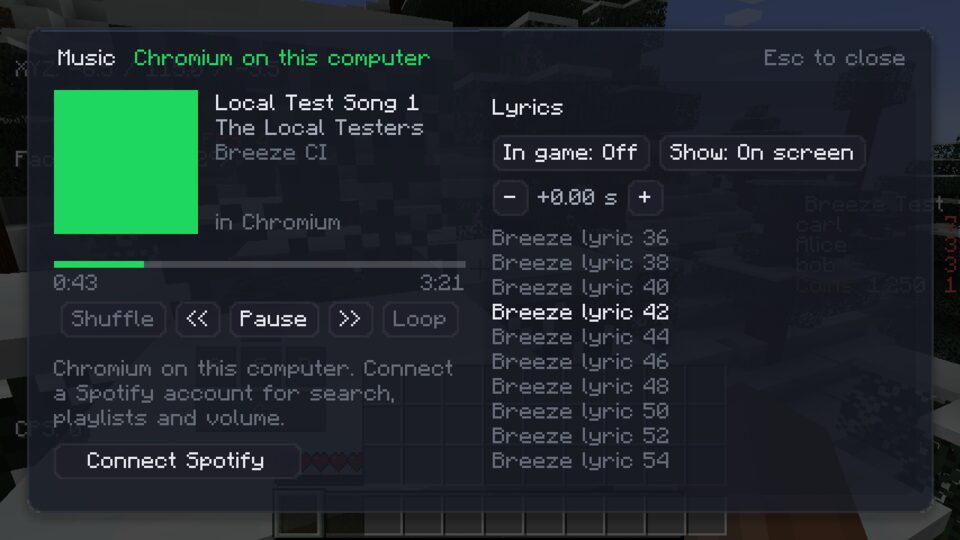 Music Chromium on this computer
Esc to close
Local Test Song 1
The Local Testers
Breeze CI
in Chromium
0:43
3:21
Shuffle
<<
Pause
>>
Loop
Chromium on this computer. Connect
a Spotify account for search,
playlists and volume.
Connect Spotify
Lyrics
In game: Off
Show: On screen
- +0.00 s +
Breeze lyric 36
Breeze lyric 38
Breeze lyric 40
Breeze lyric 42
Breeze lyric 44
Breeze lyric 46
Breeze lyric 48
Breeze lyric 50
Breeze lyric 52
Breeze lyric 54
Breeze Test
carl
Alice
bob
Coins 1,250